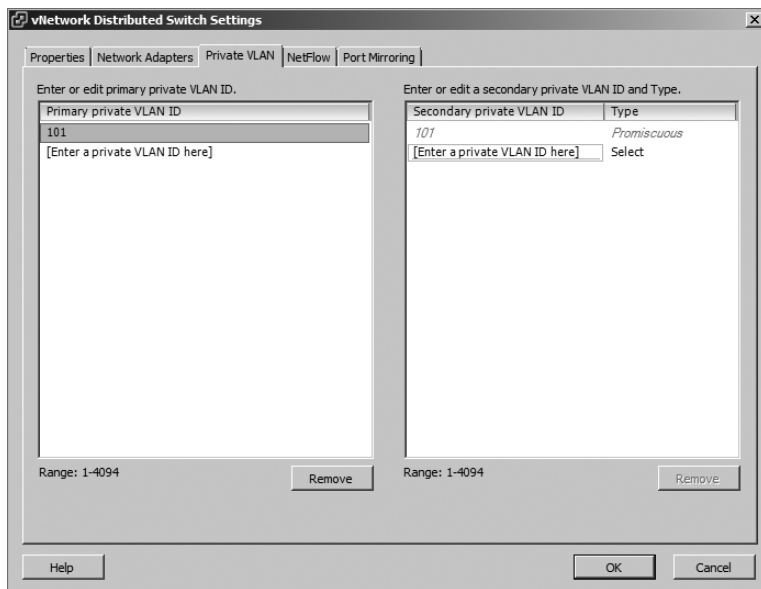 vNetwork Distributed Switch Settings
Properties Network Adapters Private VLAN NetFlow Port Mirroring
Enter or edit primary private VLAN ID.
Primary private VLAN ID
101
[Enter a private VLAN ID here]
Range: 1-4094
Remove
Enter or edit a secondary private VLAN ID and Type.
Secondary private VLAN ID Type
101 Promiscuous
[Enter a private VLAN ID here] Select
Range: 1-4094
Remove
Help
OK
Cancel